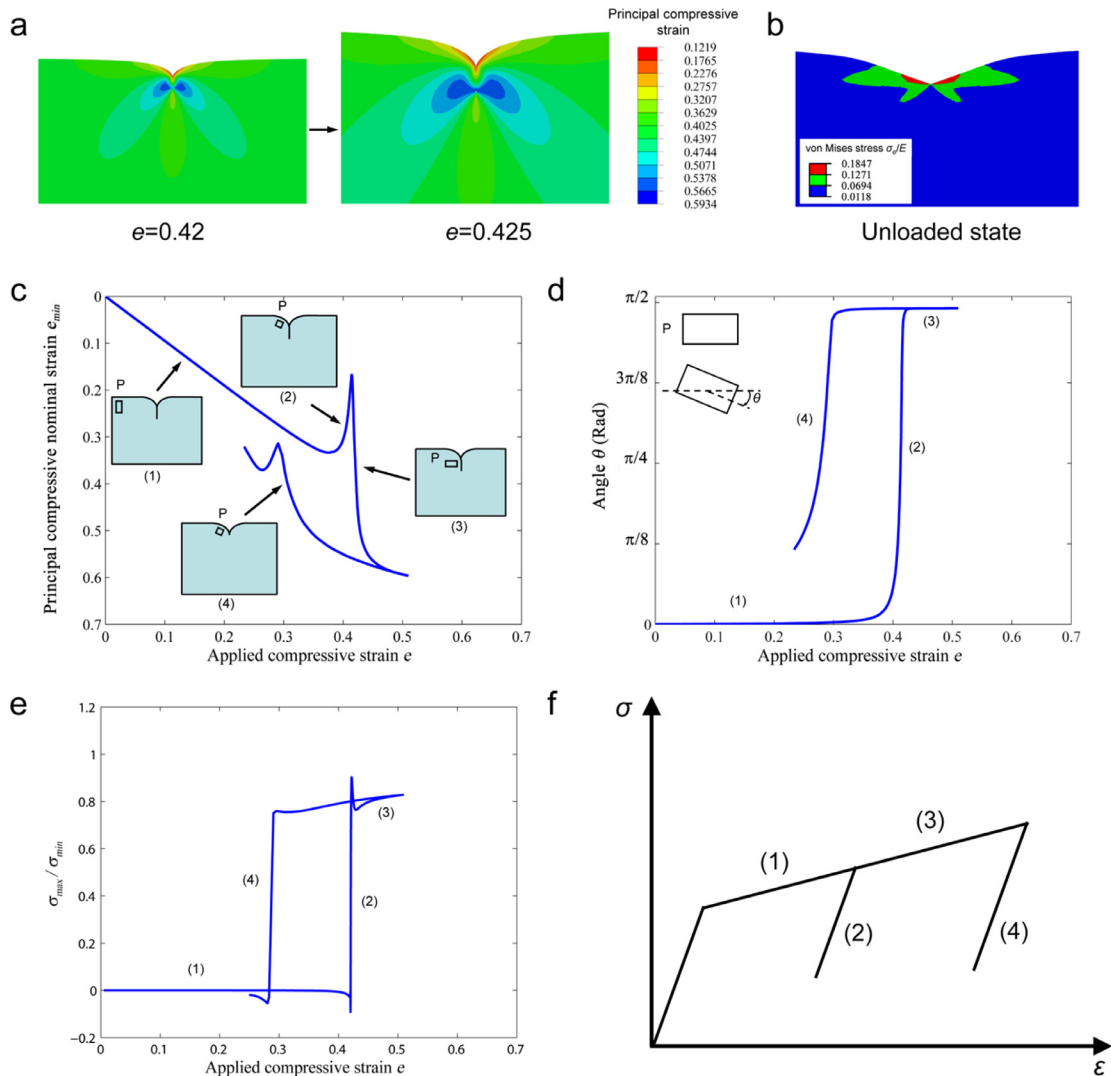 a
Principal compressive
strain
0.1219
0.1765
0.2276
0.2757
0.3207
0.3629
0.4025
0.4397
0.4744
0.5071
0.5378
0.5665
0.5934
e=0.42
e=0.425
b
von Mises stress σe/E
0.1847
0.1271
0.0694
0.0118
Unloaded state
c
Principal compressive nominal strain emin
0
0.1
0.2
0.3
0.4
0.5
0.6
0.7
P
(1)
P
(2)
P
(3)
P
(4)
0 0.1 0.2 0.3 0.4 0.5 0.6 0.7
Applied compressive strain e
d
Angle θ (Rad)
π/2
3π/8
π/4
π/8
0
P
θ
(1)
(2)
(3)
(4)
0 0.1 0.2 0.3 0.4 0.5 0.6 0.7
Applied compressive strain e
e
σmax/σmin
1.2
1
0.8
0.6
0.4
0.2
0
−0.2
(1)
(2)
(3)
(4)
0 0.1 0.2 0.3 0.4 0.5 0.6 0.7
Applied compressive strain e
f
σ
(1)
(2)
(3)
(4)
ε